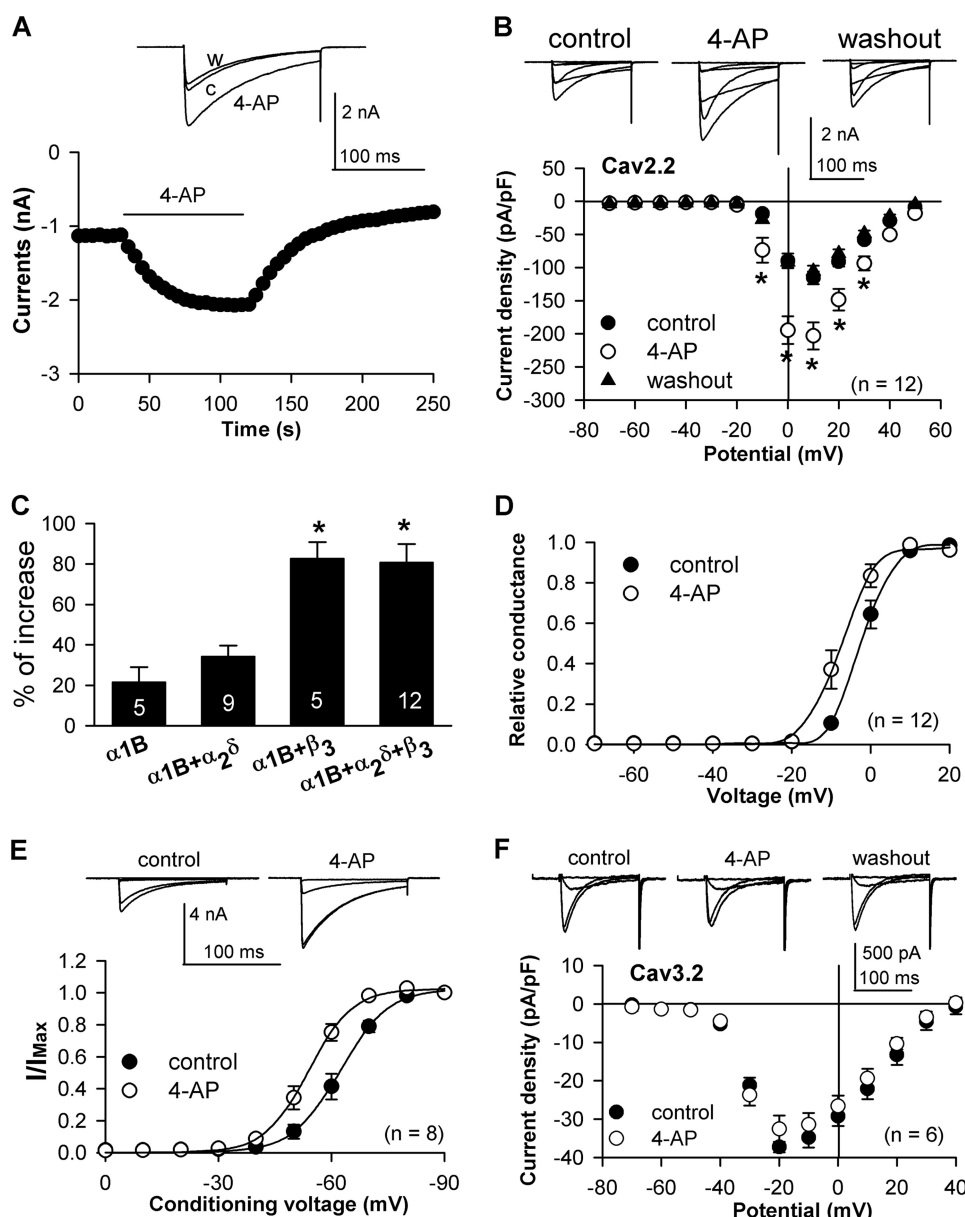 A
W
C
4-AP
2 nA
100 ms
4-AP
Currents (nA)
0
-1
-2
-3
0 50 100 150 200 250
Time (s)
B
control 4-AP washout
2 nA
100 ms
Cav2.2
Current density (pA/pF)
50
0
-50
-100
-150
-200
-250
-300
* * * * *
control
4-AP
washout
(n = 12)
-80 -60 -40 -20 0 20 40 60
Potential (mV)
C
% of increase
100
80
60
40
20
0
* *
5 9 5 12
α1B α1B+α2δ α1B+β3 α1B+α2δ+β3
D
Relative conductance
1.0
0.8
0.6
0.4
0.2
0.0
control
4-AP
(n = 12)
-60 -40 -20 0 20
Voltage (mV)
E
control 4-AP
4 nA
100 ms
I/IMax
1.2
1.0
0.8
0.6
0.4
0.2
0.0
control
4-AP
(n = 8)
0 -30 -60 -90
Conditioning voltage (mV)
F
control 4-AP washout
500 pA
100 ms
Cav3.2
Current density (pA/pF)
10
0
-10
-20
-30
-40
control
4-AP
(n = 6)
-80 -60 -40 -20 0 20 40
Potential (mV)